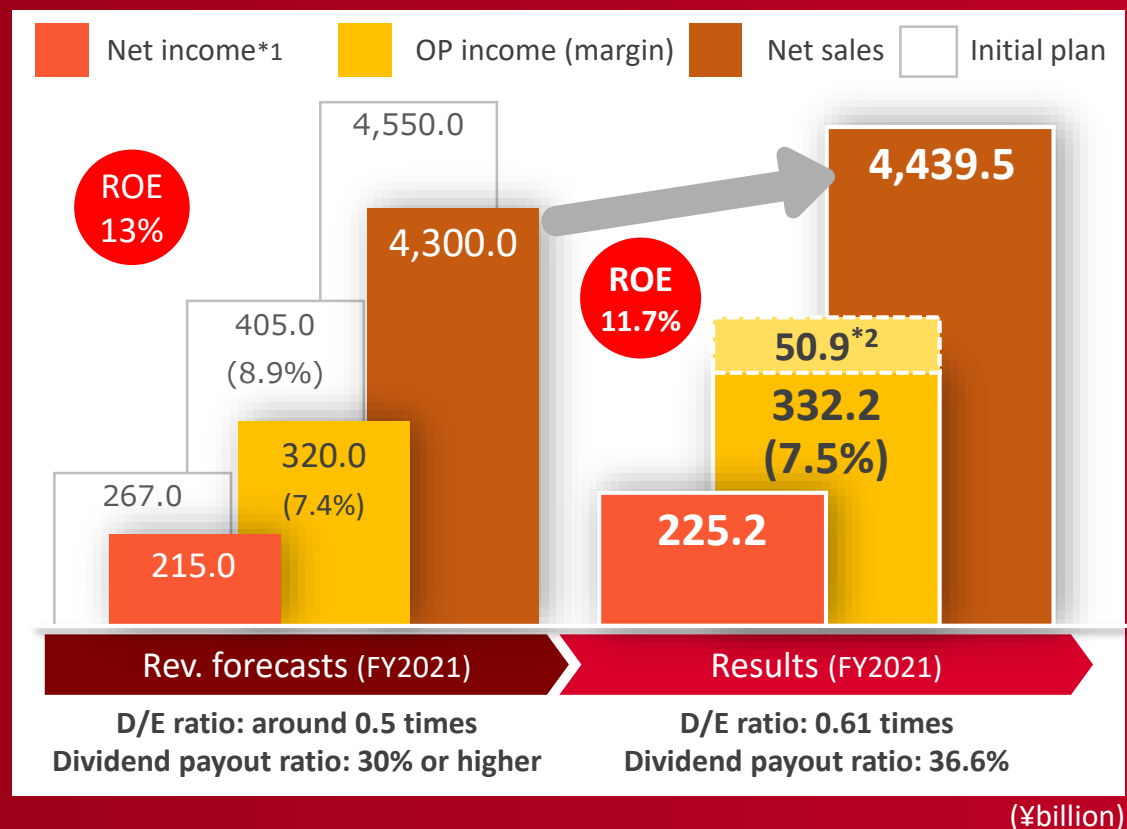 Net income*1
OP income (margin)
Net sales
Initial plan
4,550.0
ROE
13%
4,300.0
405.0
(8.9%)
320.0
(7.4%)
267.0
215.0
4,439.5
ROE
11.7%
50.9*2
332.2
(7.5%)
225.2
Rev. forecasts (FY2021)
Results (FY2021)
D/E ratio: around 0.5 times
Dividend payout ratio: 30% or higher
D/E ratio: 0.61 times
Dividend payout ratio: 36.6%
(¥billion)